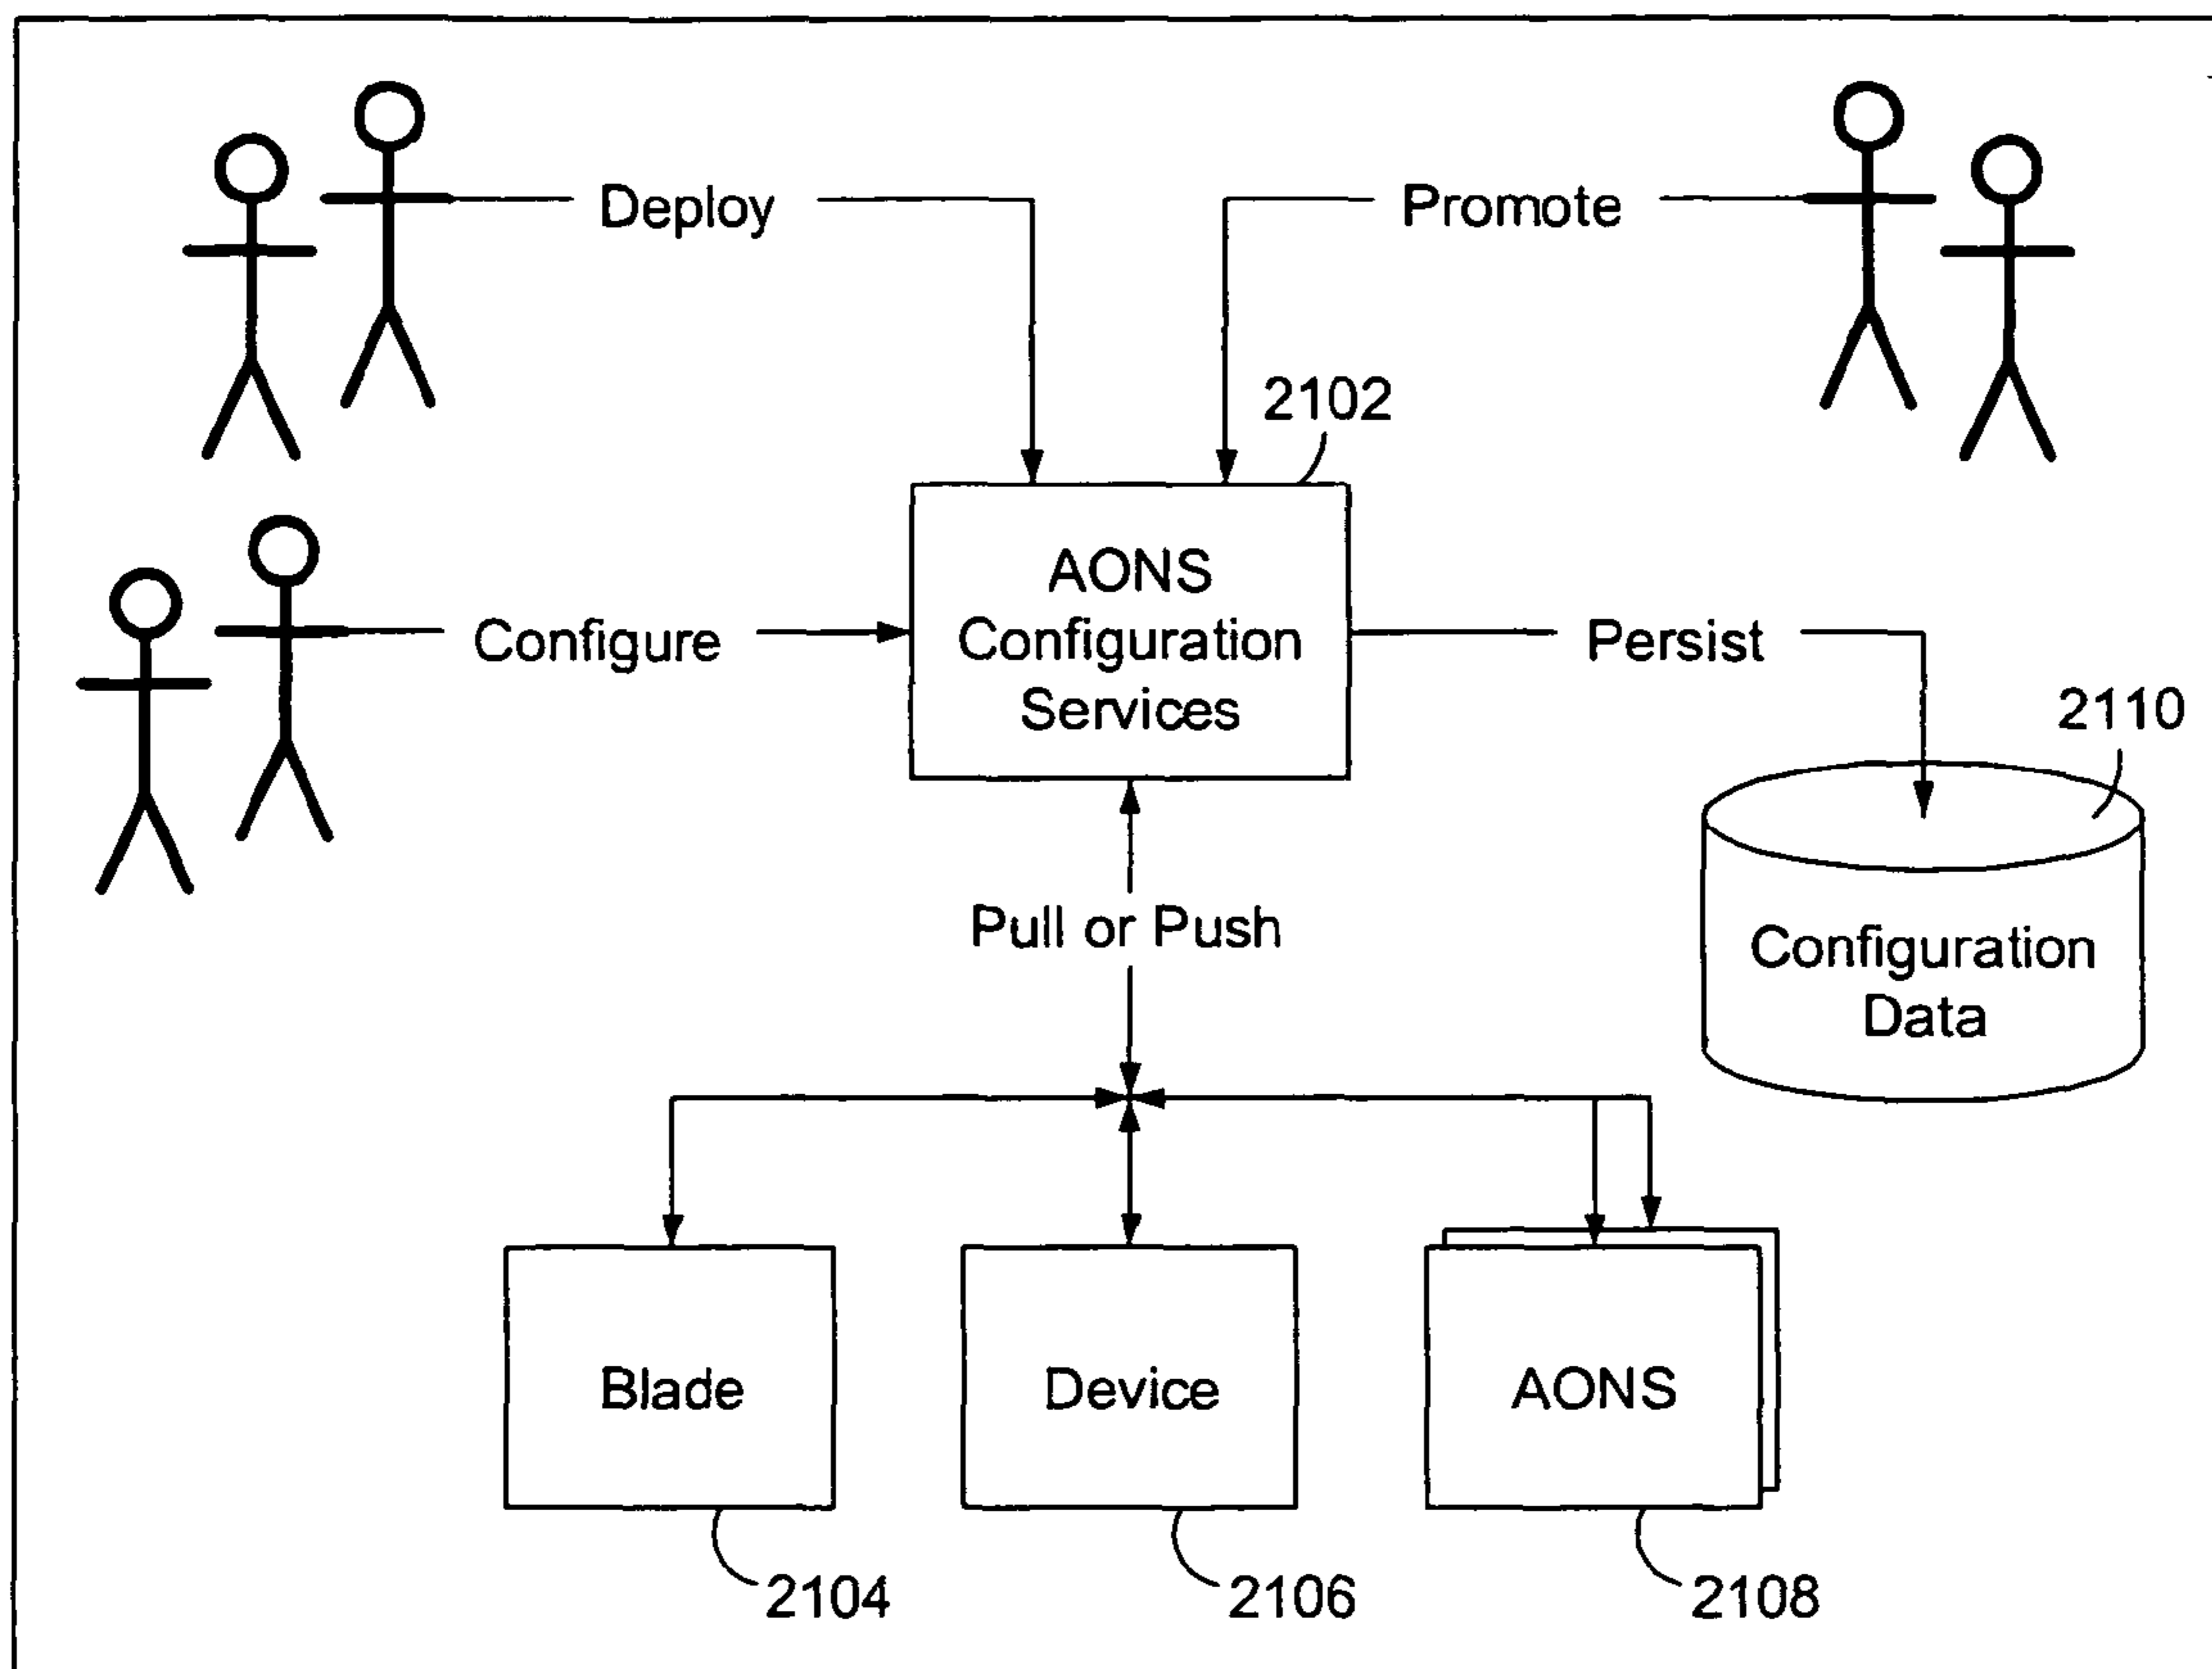 Deploy
Promote
2102
AONS
Configuration
Services
Configure
Persist
2110
Pull or Push
Configuration
Data
Blade
Device
AONS
2104
2106
2108